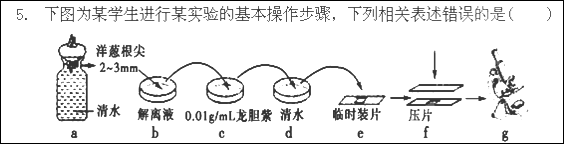 5. 下图为某学生进行某实验的基本操作步骤，下列相关表述错误的是(　　)
洋葱根尖
2~3mm
清水
解离液
0.01g/mL龙胆紫
清水
临时装片
压片
a
b
c
d
e
f
g